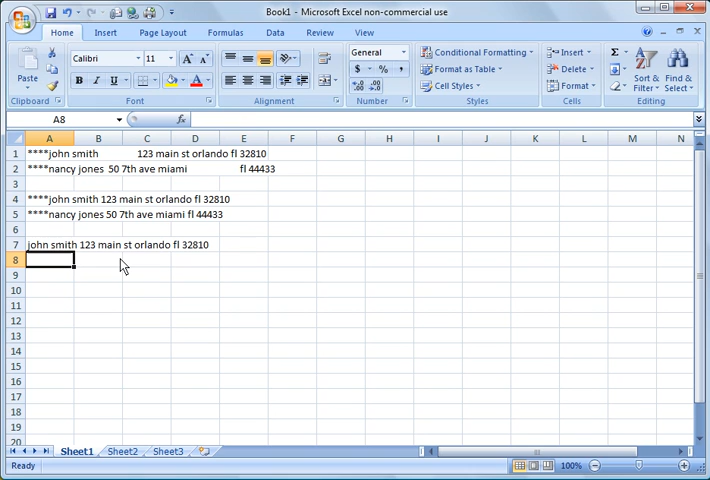 Book1 - Microsoft Excel non-commercial use
Home Insert Page Layout Formulas Data Review View
Paste
Calibri 11 A A
B I U A
General
$ % ,
Conditional Formatting
Format as Table
Cell Styles
Insert
Delete
Format
Σ
Sort & Filter
Find & Select
Clipboard Font Alignment Number Styles Cells Editing
A8 fx
A B C D E F G H I J K L M N
1 ****john smith 123 main st orlando fl 32810
2 ****nancy jones 50 7th ave miami fl 44433
3
4 ****john smith 123 main st orlando fl 32810
5 ****nancy jones 50 7th ave miami fl 44433
6
7 john smith 123 main st orlando fl 32810
8
9
10
11
12
13
14
15
16
17
18
19
20
Sheet1 Sheet2 Sheet3
Ready 100%